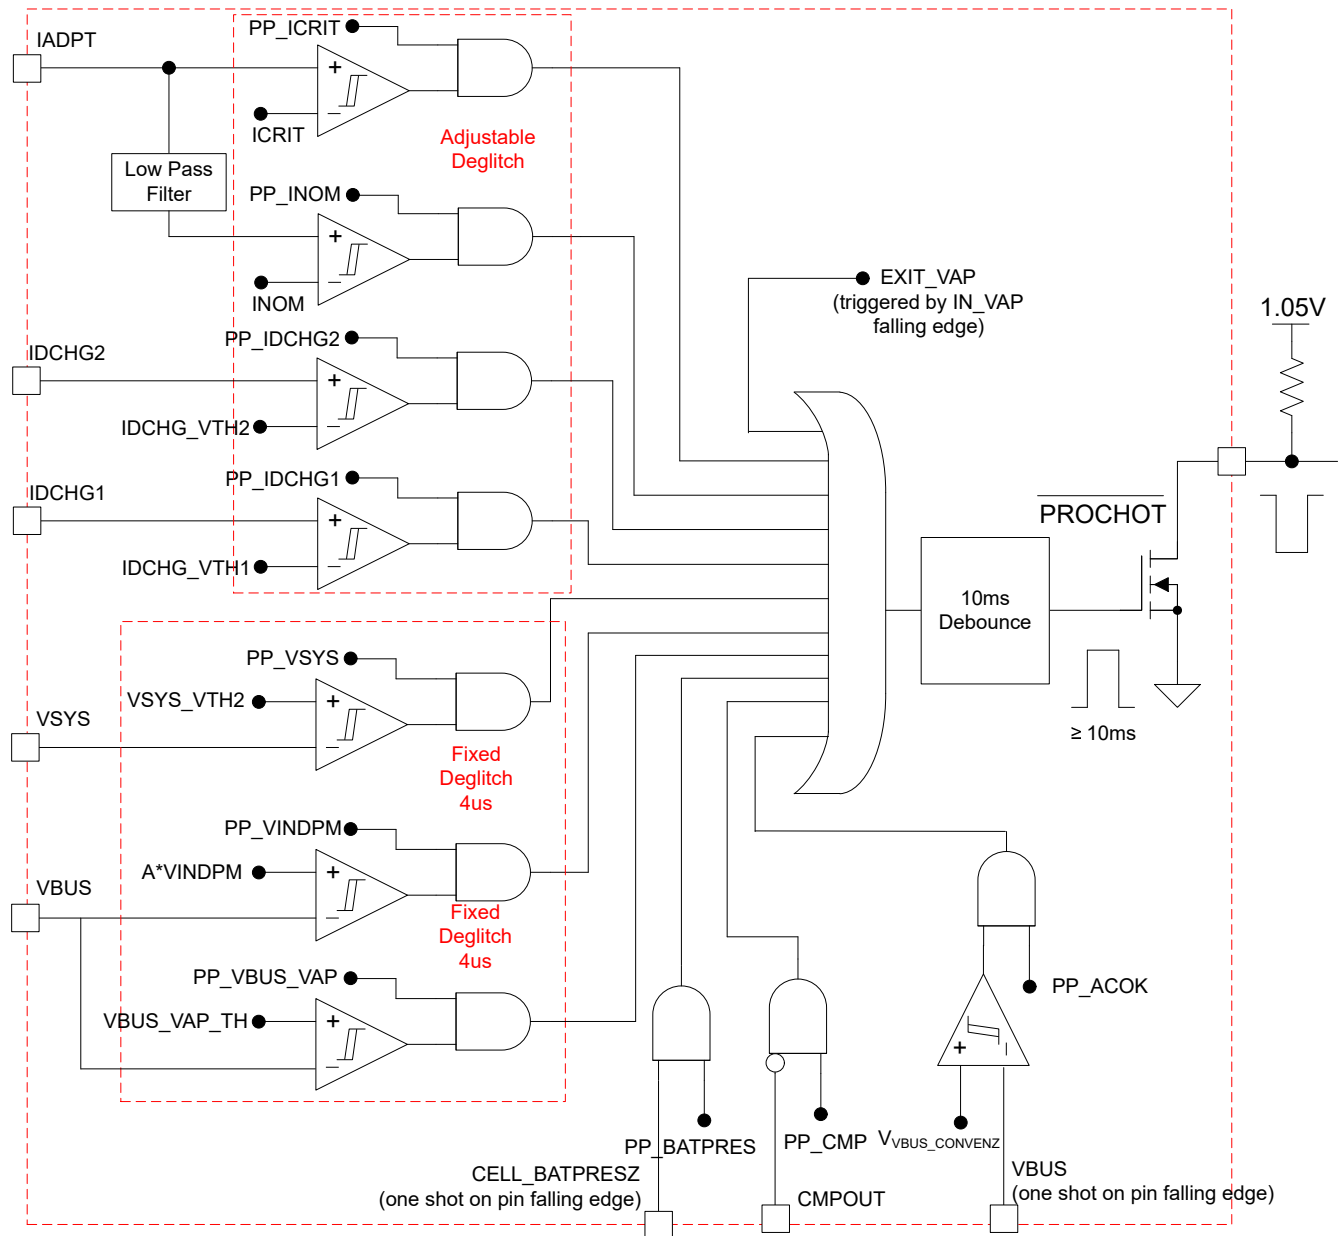 IADPT
PP_ICRIT
ICRIT
Adjustable
Deglitch
Low Pass
Filter
PP_INOM
INOM
EXIT_VAP
(triggered by IN_VAP
falling edge)
1.05V
IDCHG2
PP_IDCHG2
IDCHG_VTH2
IDCHG1
PP_IDCHG1
IDCHG_VTH1
PROCHOT
10ms
Debounce
≥ 10ms
PP_VSYS
VSYS_VTH2
VSYS
Fixed
Deglitch
4us
PP_VINDPM
A*VINDPM
VBUS
Fixed
Deglitch
4us
PP_VBUS_VAP
VBUS_VAP_TH
PP_ACOK
PP_BATPRES
PP_CMP
VVBUS_CONVENZ
CELL_BATPRESZ
(one shot on pin falling edge)
CMPOUT
VBUS
(one shot on pin falling edge)